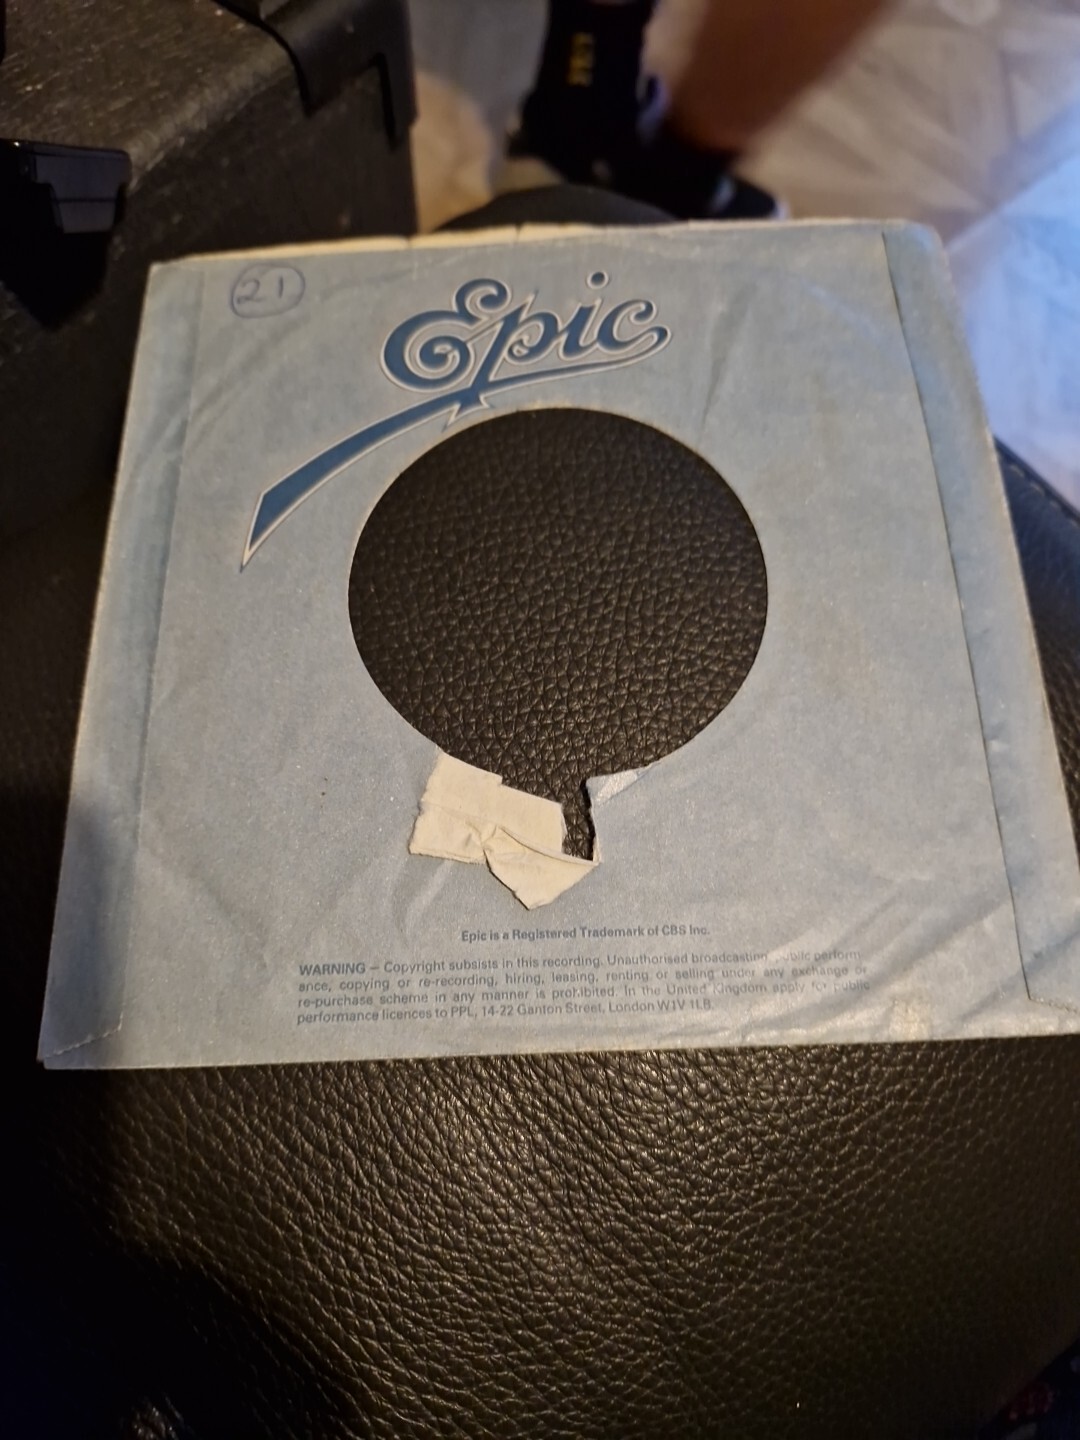 21
Epic
Epic is a Registered Trademark of CBS Inc.
WARNING – Copyright subsists in this recording. Unauthorised broadcasting public perform
ance, copying or re-recording, hiring, leasing, renting or selling under any exchange or
re-purchase scheme in any manner is prohibited. In the United Kingdom apply for public
performance licences to PPL, 14-22 Ganton Street, London W1V 1LB.